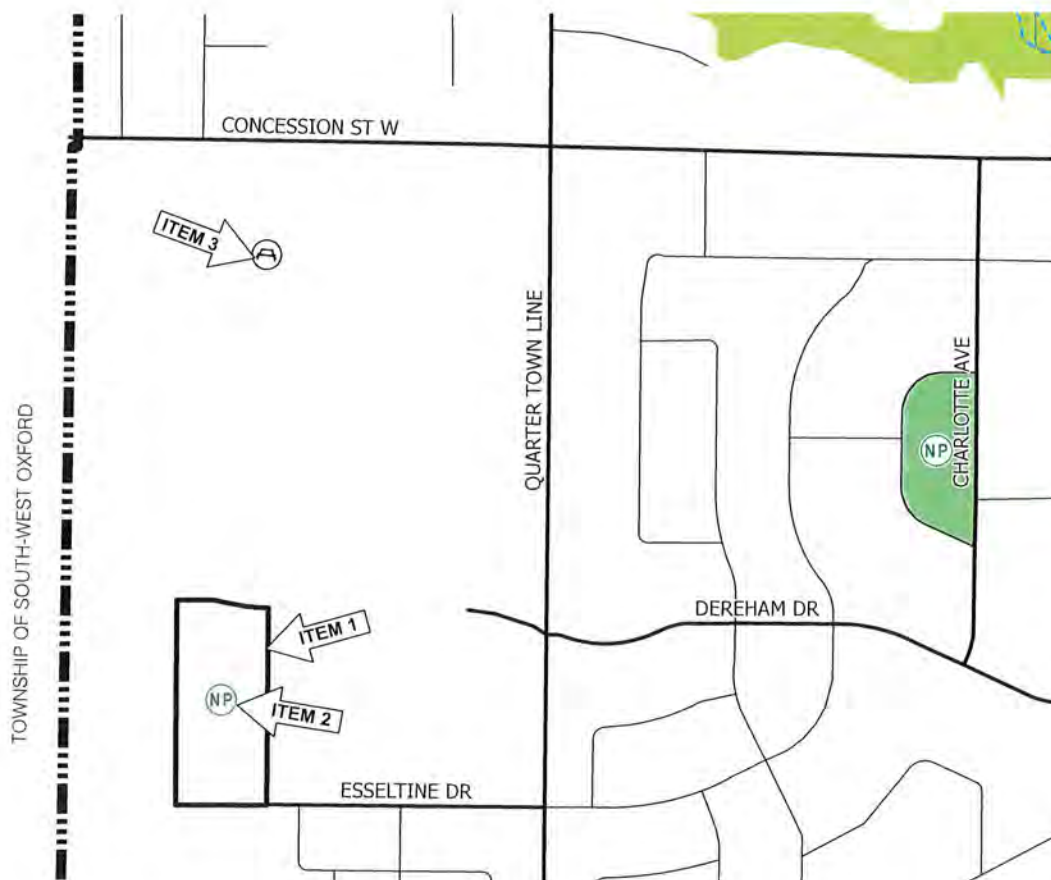 CONCESSION ST W
ITEM 3
QUARTER TOWN LINE
CHARLOTTE AVE
NP
TOWNSHIP OF SOUTH-WEST OXFORD
DEREHAM DR
ITEM 1
NP
ITEM 2
ESSELTINE DR